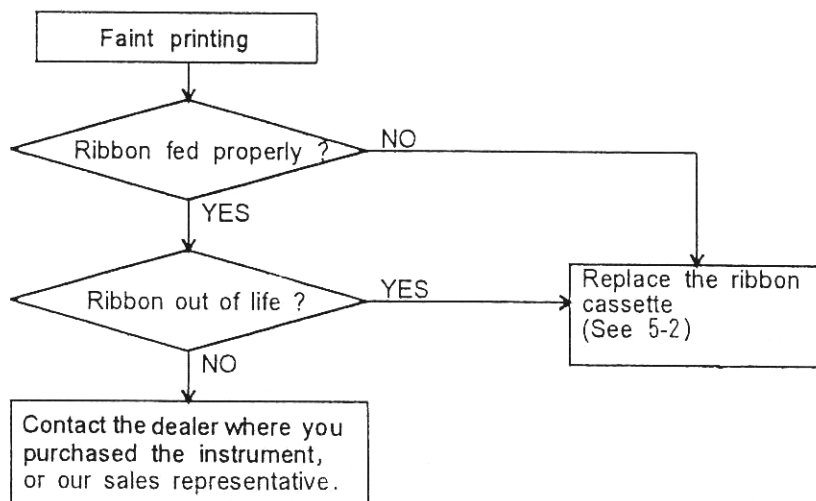 Faint printing
Ribbon fed properly ?
NO
YES
Ribbon out of life ?
YES
Replace the ribbon
cassette
(See 5-2)
NO
Contact the dealer where you
purchased the instrument,
or our sales representative.